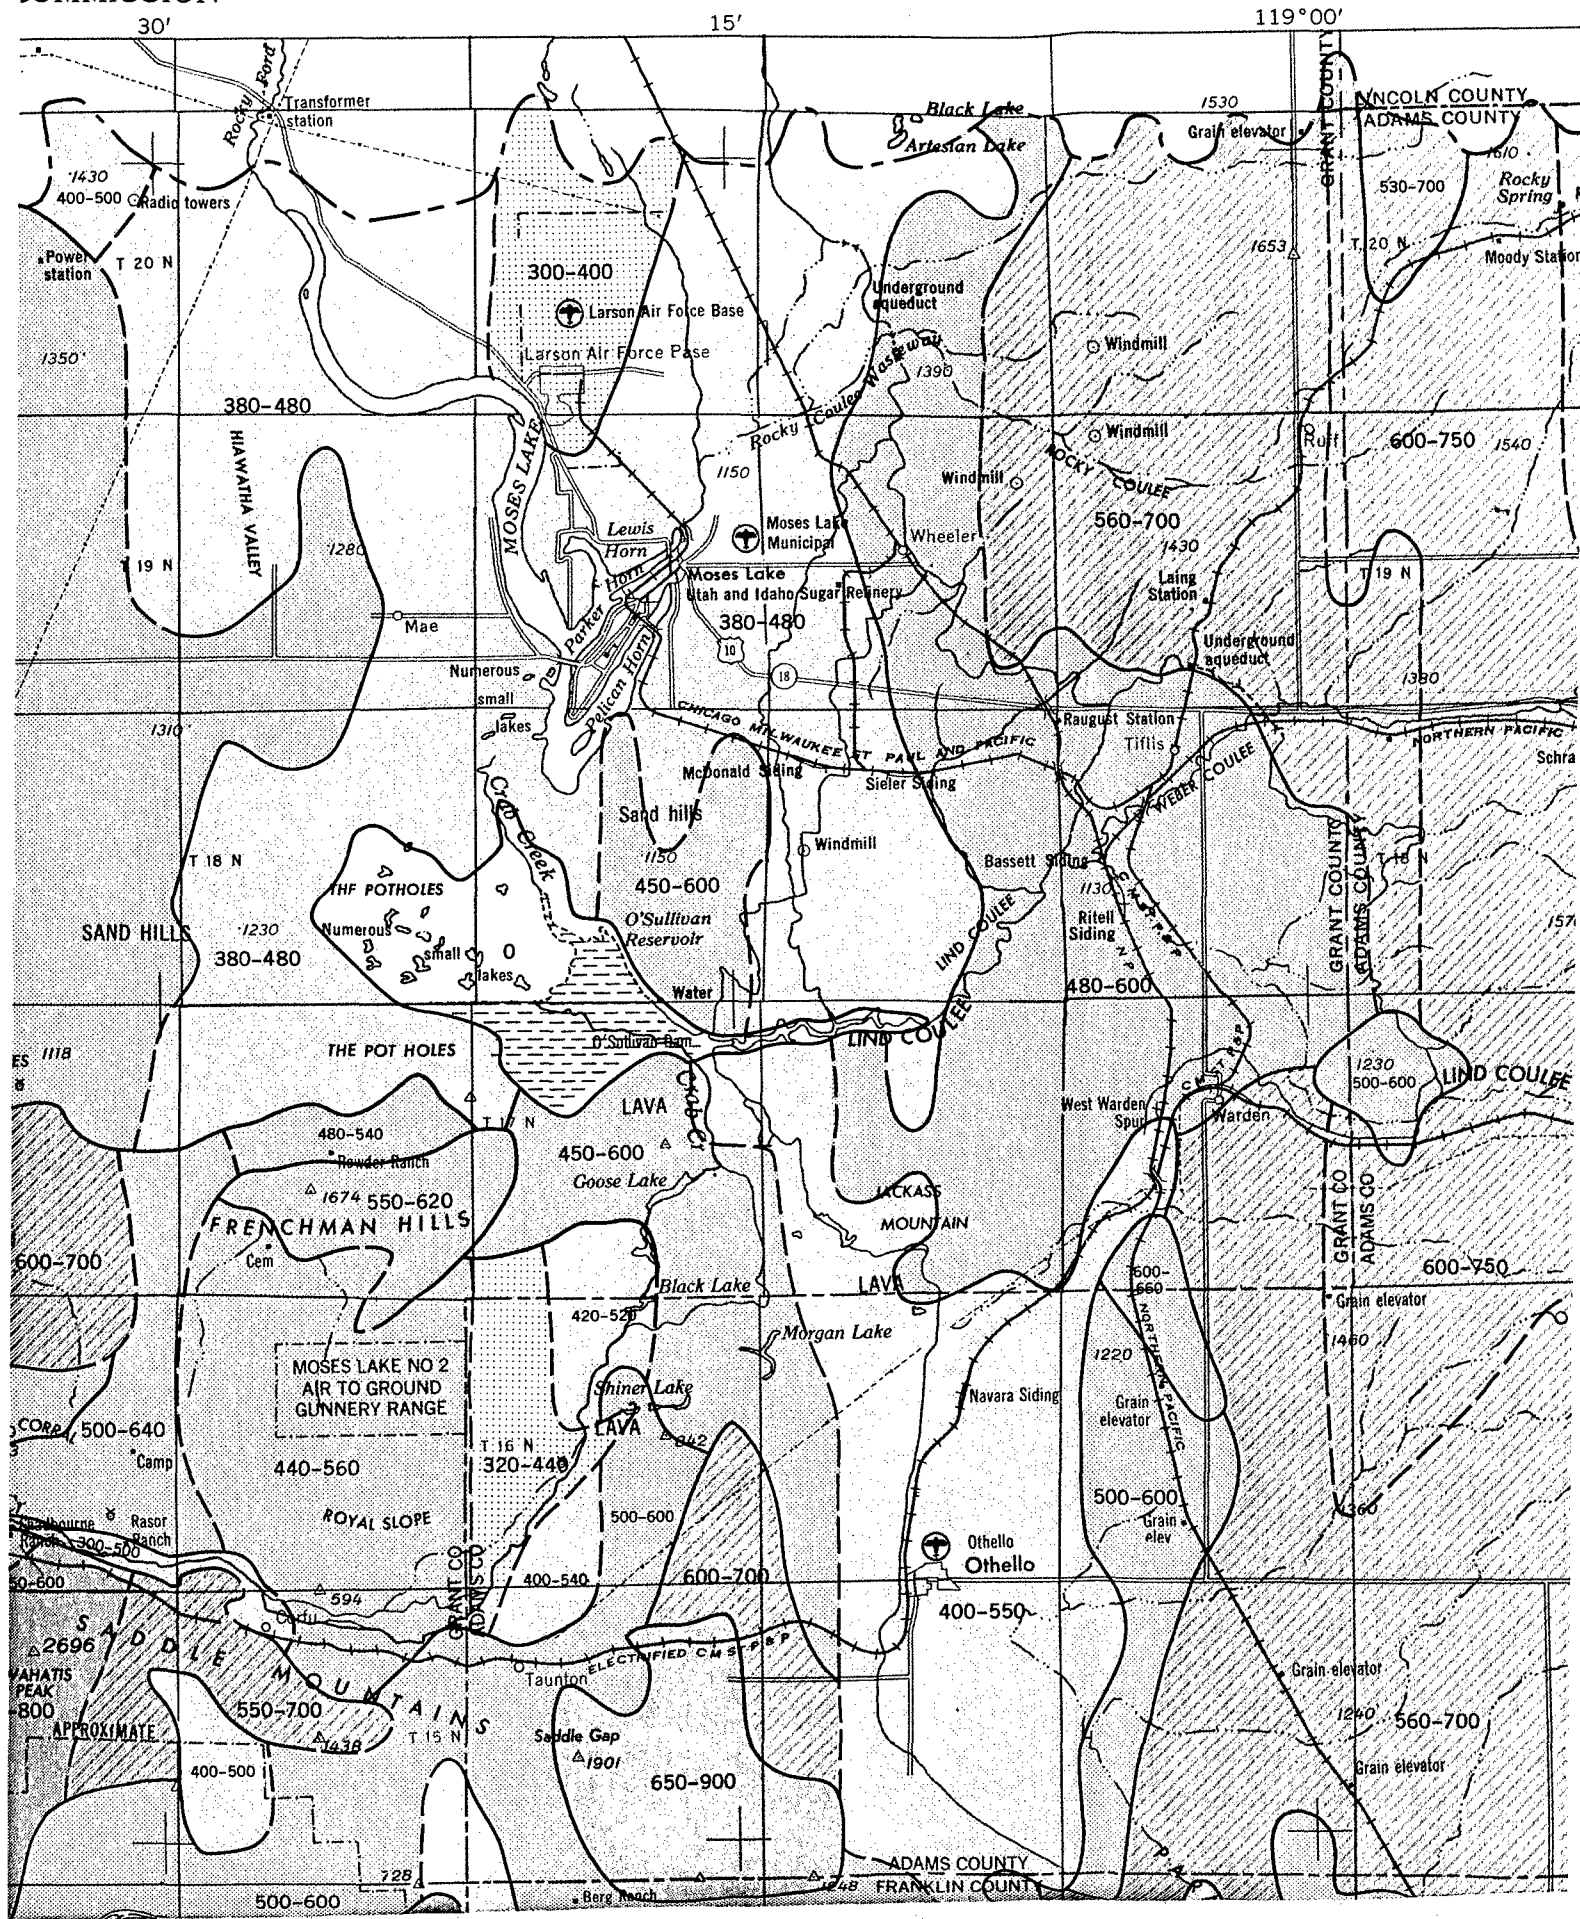 30'
15'
119°00'
Rocky Ford
Transformer
station
Black Lake
Artesian Lake
1530
Grain elevator
GRANT COUNTY
LINCOLN COUNTY
ADAMS COUNTY
1430
400-500
Radio towers
530-700
1610
Rocky
Spring
Power
station
T 20 N
1653
T 20 N
Moody Station
300-400
Larson Air Force Base
Underground
aqueduct
Larson Air Force Base
1350
Windmill
1390
Rocky Coulee Wasteway
380-480
HIAWATHA VALLEY
MOSES LAKE
1150
Windmill
Ruff
600-750
1540
Windmill
ROCKY COULEE
560-700
1280
Lewis
Horn
Moses Lake
Municipal
Wheeler
1430
T 19 N
Parker Horn
Moses Lake
Utah and Idaho Sugar Refinery
Laing
Station
T 19 N
Mae
380-480
10
Underground
aqueduct
Numerous
small
lakes
Pelican Horn
18
1380
1310
CHICAGO MILWAUKEE ST PAUL AND PACIFIC
Raugust Station
Tiflis
NORTHERN PACIFIC
McDonald Siding
Sieler Siding
WEBER COULEE
Schra
Crab Creek
Sand hills
Windmill
T 18 N
1150
Bassett Siding
T 18 N
THE POTHOLES
450-600
1130
C M ST P & P
GRANT COUNTY
ADAMS COUNTY
SAND HILLS
1230
Numerous
small
lakes
O'Sullivan
Reservoir
LIND COULEE
Ritell
Siding
N P
1570
380-480
Water
480-600
1118
THE POT HOLES
O'Sullivan Dam
LIND COULEE
C M ST P & P
1230
500-600
LIND COULEE
Crab Cr
LAVA
West Warden
Spur
Warden
480-540
T 17 N
450-600
Rowder Ranch
1674
550-620
Goose Lake
JACKASS
MOUNTAIN
GRANT CO
ADAMS CO
FRENCHMAN HILLS
Cem
600-700
Black Lake
LAVA
600-
660
600-750
Grain elevator
420-520
Morgan Lake
1460
MOSES LAKE NO 2
AIR TO GROUND
GUNNERY RANGE
1220
NORTHERN PACIFIC
Shiner Lake
Navara Siding
Grain
elevator
CORRAL
500-640
LAVA
842
Camp
440-560
T 16 N
320-440
500-600
1360
Rasor
Ranch
ROYAL SLOPE
500-600
Grain
elev
Ranch
300-500
Othello
Othello
50-600
GRANT CO
ADAMS CO
400-540
600-700
594
400-550
Corfu
2696
SADDLE MOUNTAINS
WAHATIS
PEAK
-800
Taunton
ELECTRIFIED C M ST P & P
Grain elevator
550-700
1240
560-700
APPROXIMATE
1438
T 15 N
Saddle Gap
1901
400-500
650-900
Grain elevator
ADAMS COUNTY
FRANKLIN COUNTY
728
1248
500-600
Berg Ranch
P A